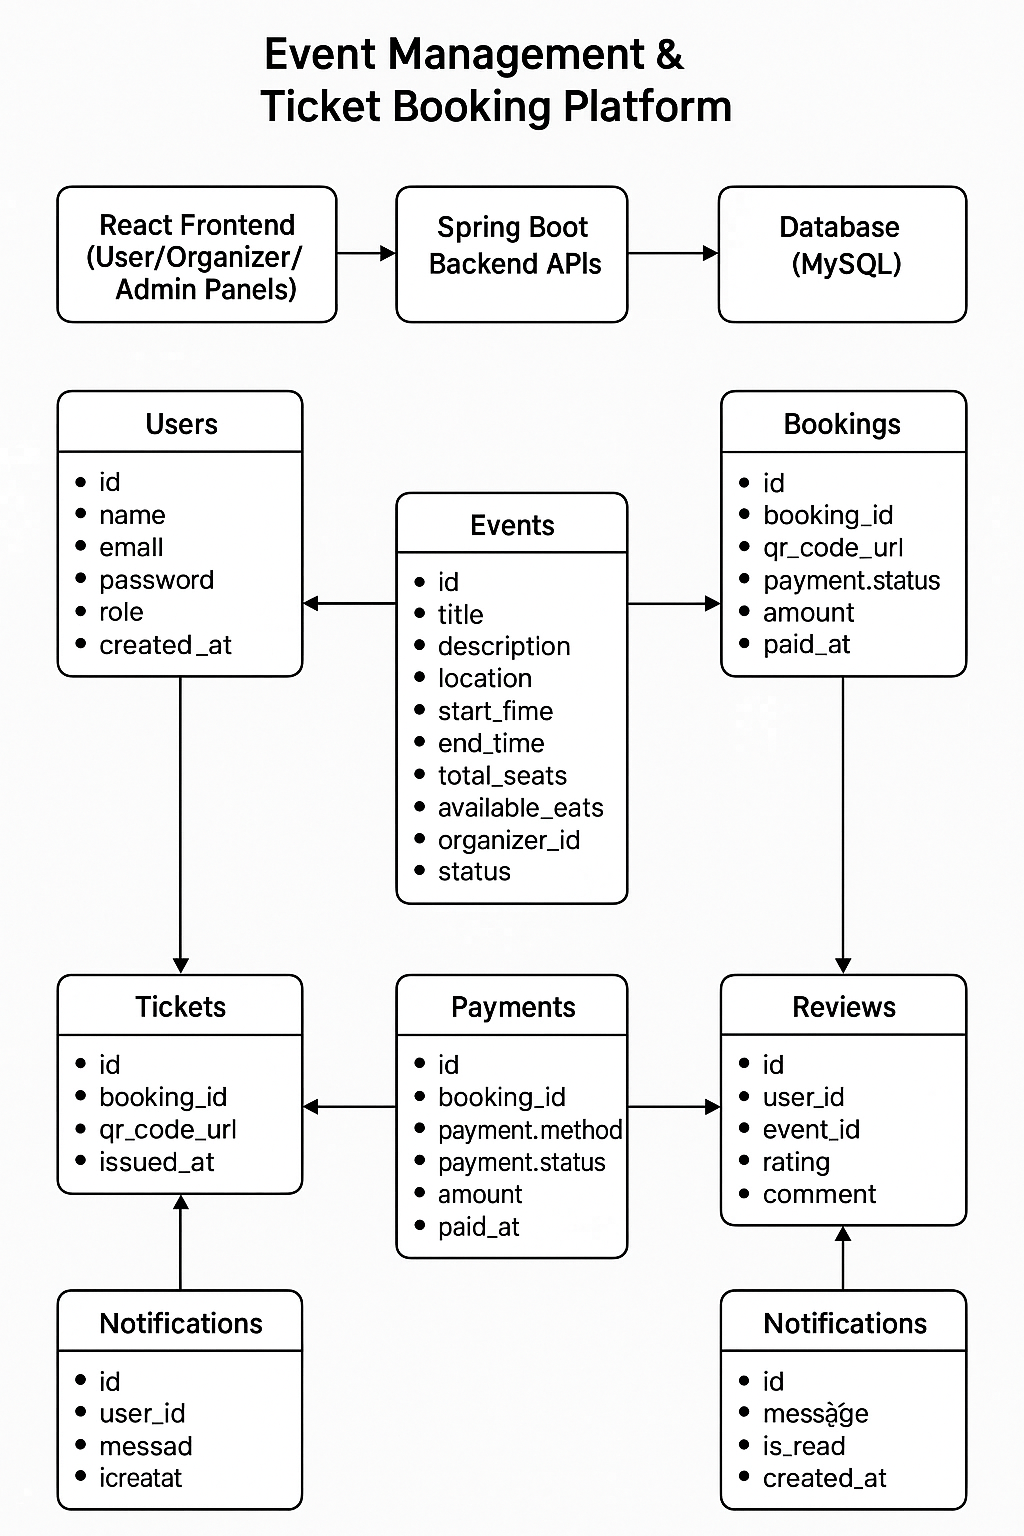 Event Management &
Ticket Booking Platform
React Frontend
(User/Organizer/
Admin Panels)
Spring Boot
Backend APIs
Database
(MySQL)
Users
id
name
emall
password
role
created_at
Events
id
title
description
location
start_fime
end_time
total_seats
available_eats
organizer_id
status
Bookings
id
booking_id
qr_code_url
payment.status
amount
paid_at
Tickets
id
booking_id
qr_code_url
issued_at
Payments
id
booking_id
payment.method
payment.status
amount
paid_at
Reviews
id
user_id
event_id
rating
comment
Notifications
id
user_id
messad
icreatat
Notifications
id
is_read
created_at